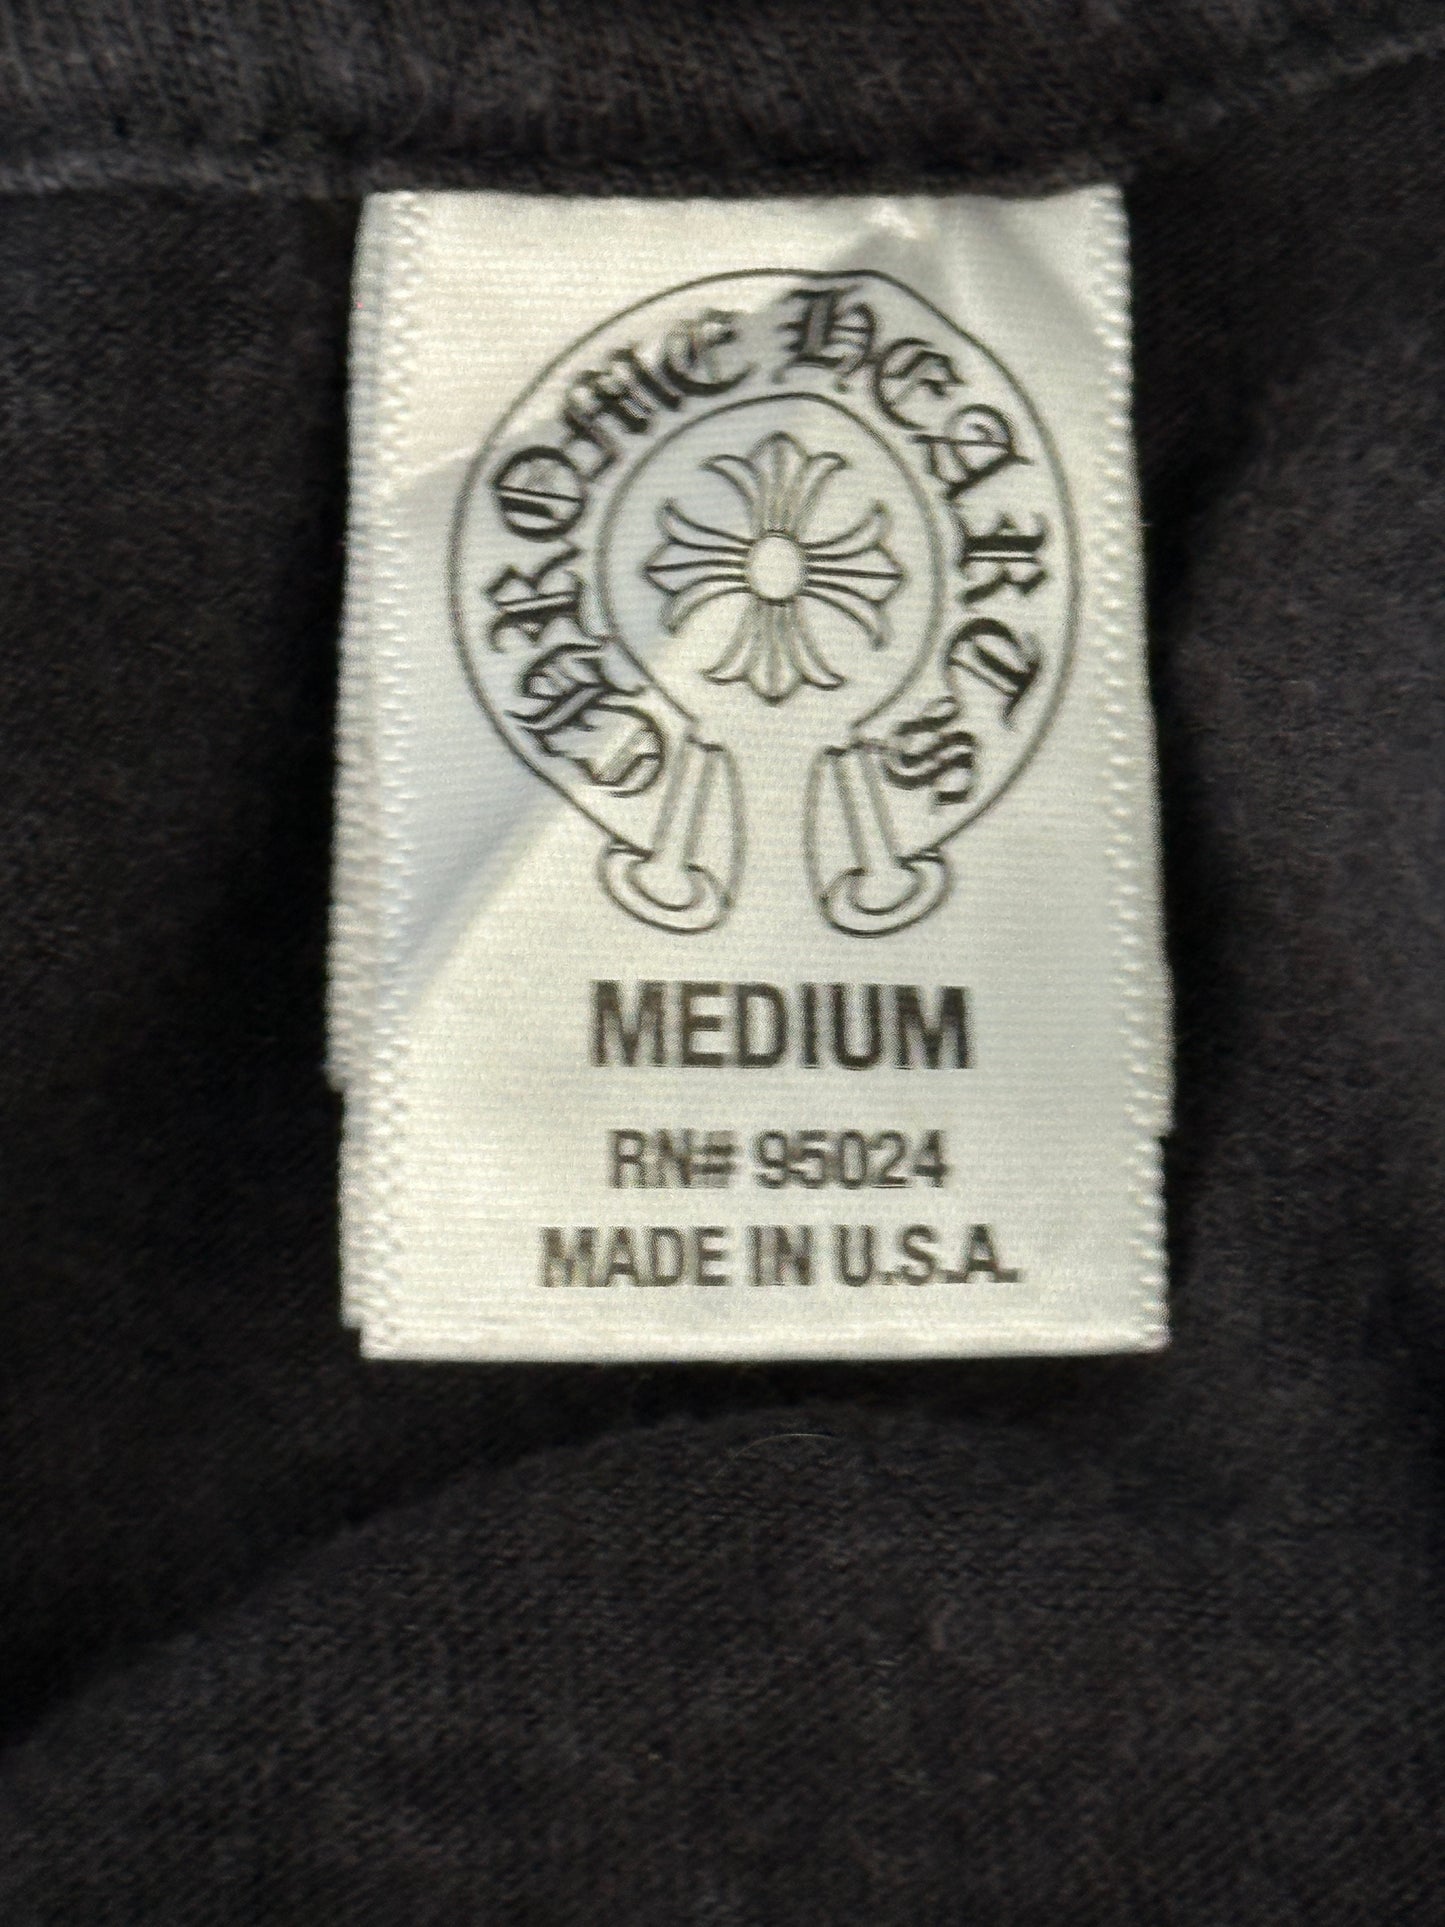 CHROME HEARTS
MEDIUM
RN# 95024
MADE IN U.S.A.